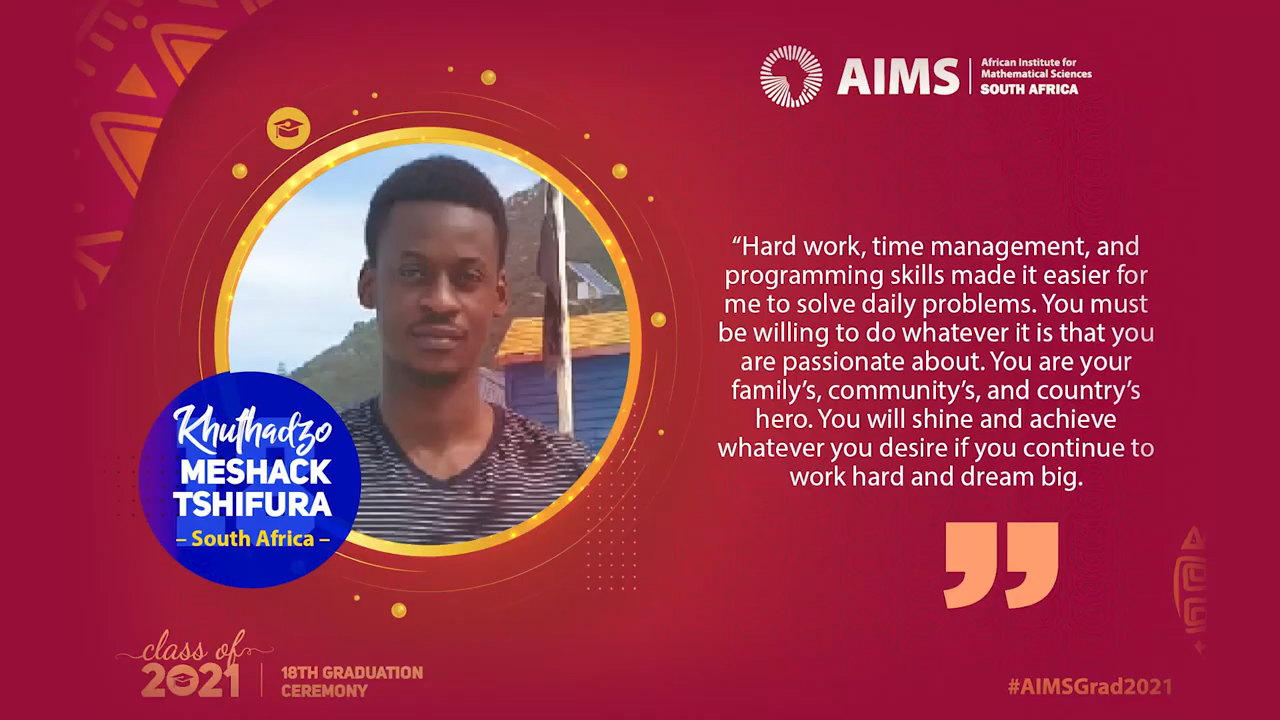 AIMS
African Institute for
Mathematical Sciences
SOUTH AFRICA
“Hard work, time management, and
programming skills made it easier for
me to solve daily problems. You must
be willing to do whatever it is that you
are passionate about. You are your
family’s, community’s, and country’s
hero. You will shine and achieve
whatever you desire if you continue to
work hard and dream big.
”
Khuthadzo
MESHACK
TSHIFURA
– South Africa –
class of
2021
18TH GRADUATION
CEREMONY
#AIMSGrad2021